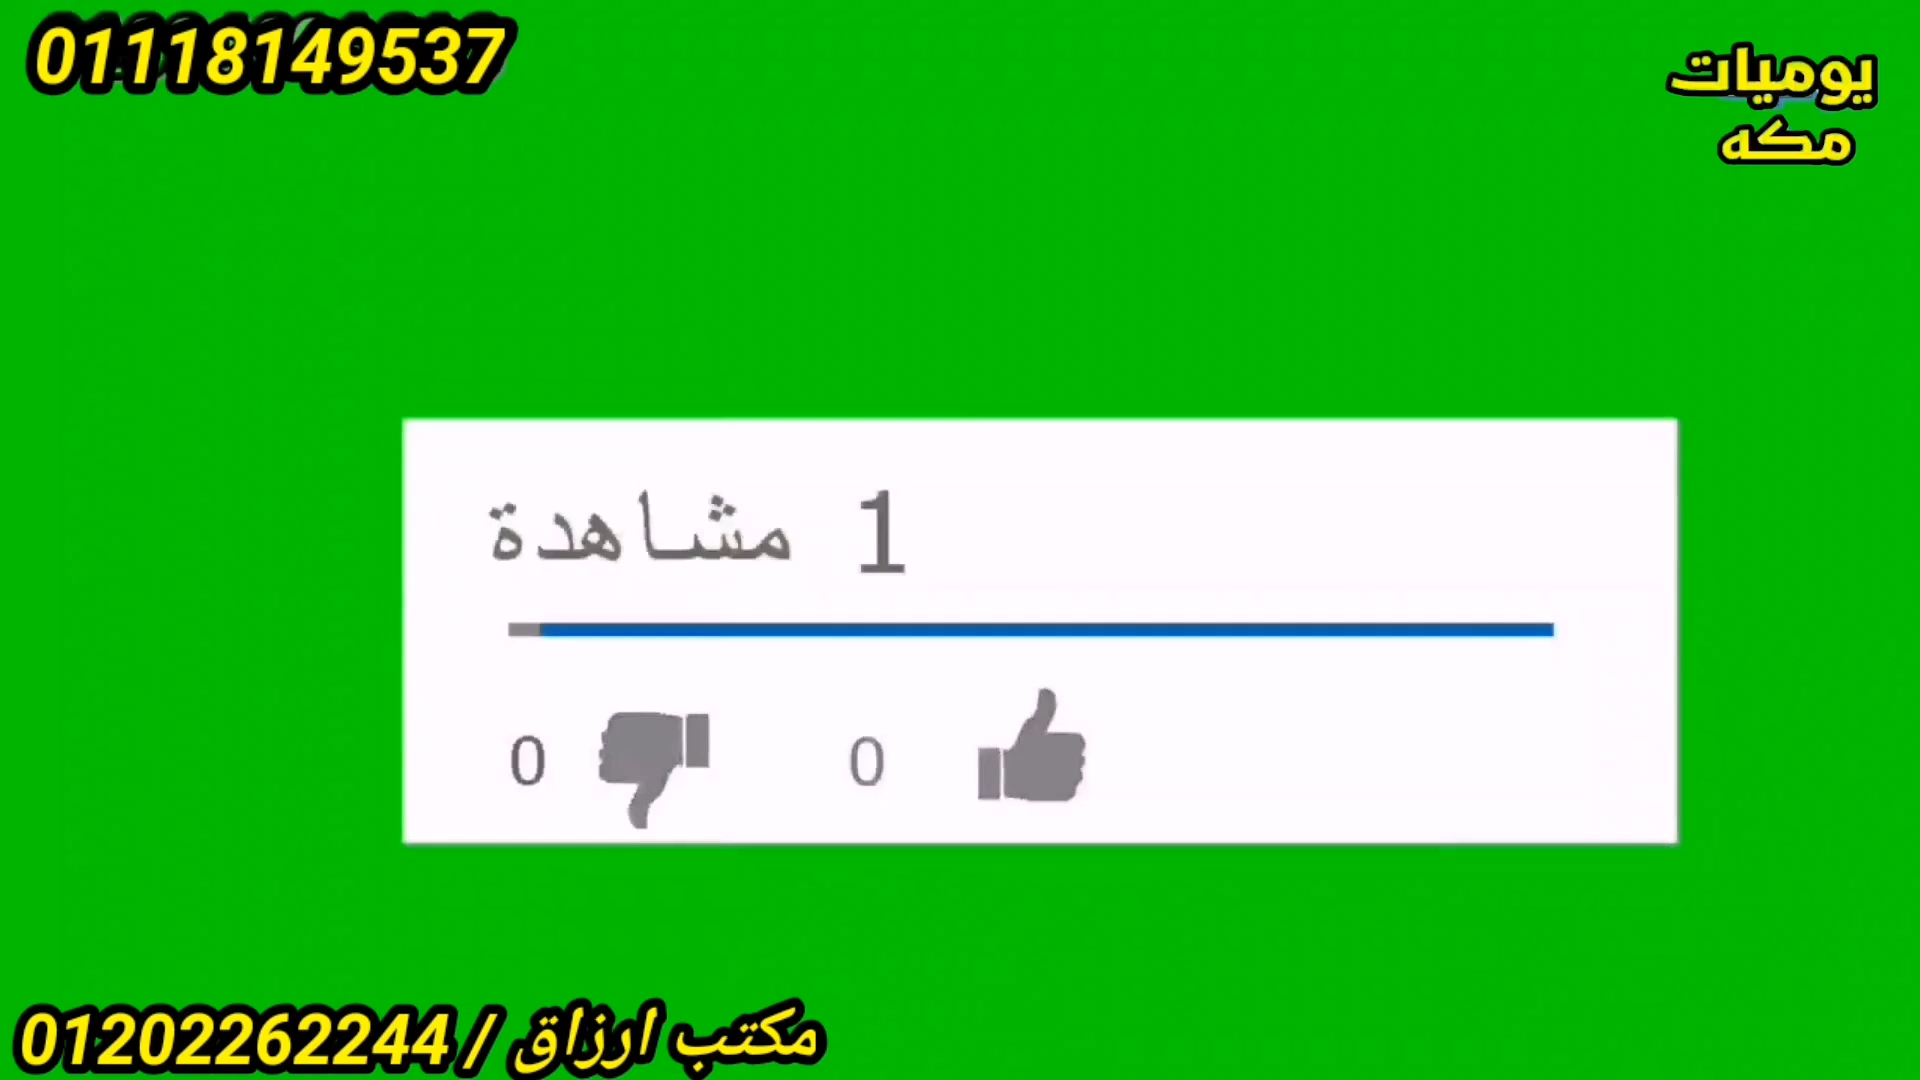 01118149537
يوميات
مكه
1 مشاهدة
0 0
مكتب ارزاق / 01202262244